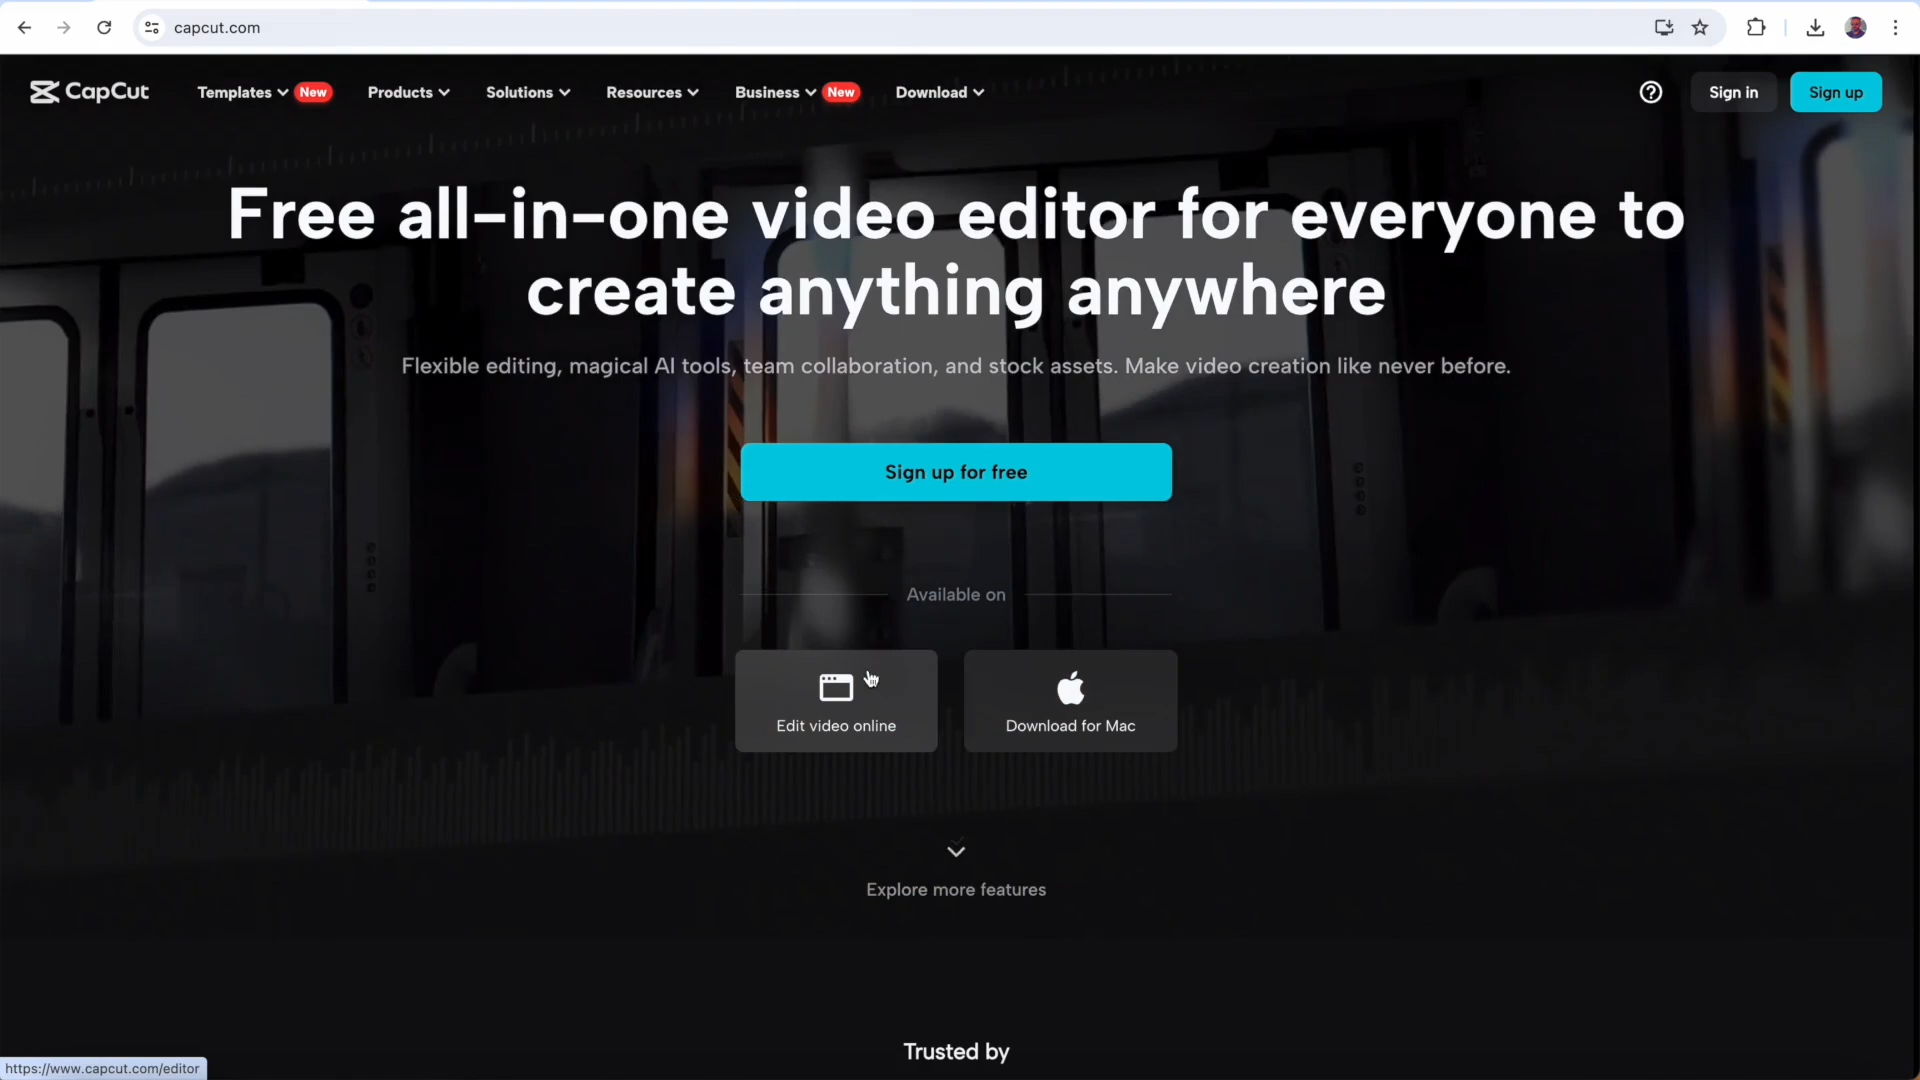 capcut.com
CapCut Templates New Products Solutions Resources Business New Download Sign in Sign up
Free all-in-one video editor for everyone to
create anything anywhere
Flexible editing, magical AI tools, team collaboration, and stock assets. Make video creation like never before.
Sign up for free
Available on
Edit video online Download for Mac
Explore more features
Trusted by
https://www.capcut.com/editor